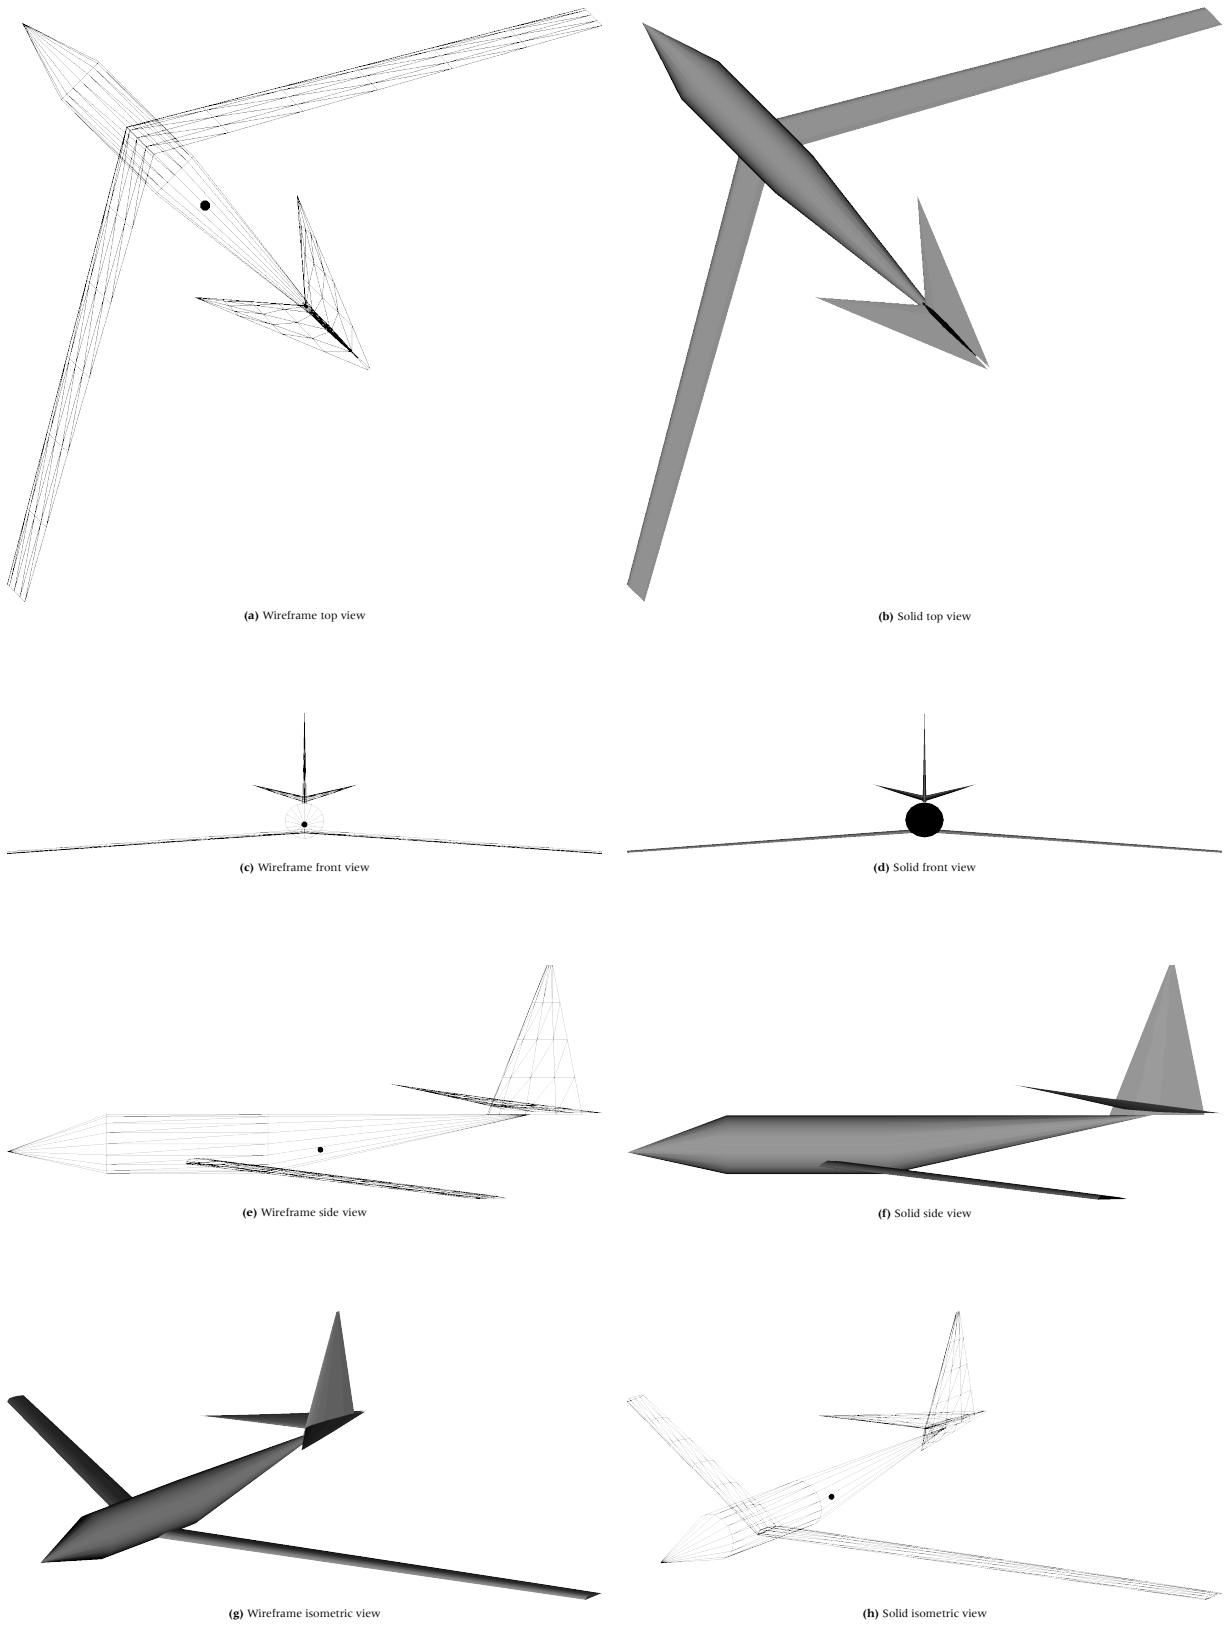 (a) Wireframe top view
(b) Solid top view
(c) Wireframe front view
(d) Solid front view
(e) Wireframe side view
(f) Solid side view
(g) Wireframe isometric view
(h) Solid isometric view